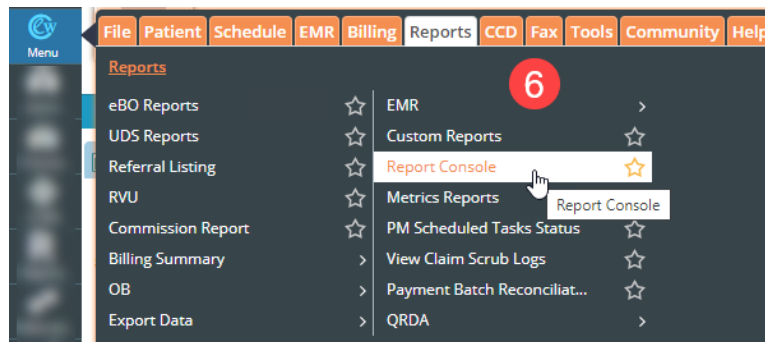 File Patient Schedule EMR Billing Reports CCD Fax Tools Community Help
Menu
Reports
6
eBO Reports
UDS Reports
Referral Listing
RVU
Commission Report
Billing Summary
OB
Export Data
EMR
Custom Reports
Report Console
Metrics Reports
Report Console
PM Scheduled Tasks Status
View Claim Scrub Logs
Payment Batch Reconciliat...
QRDA